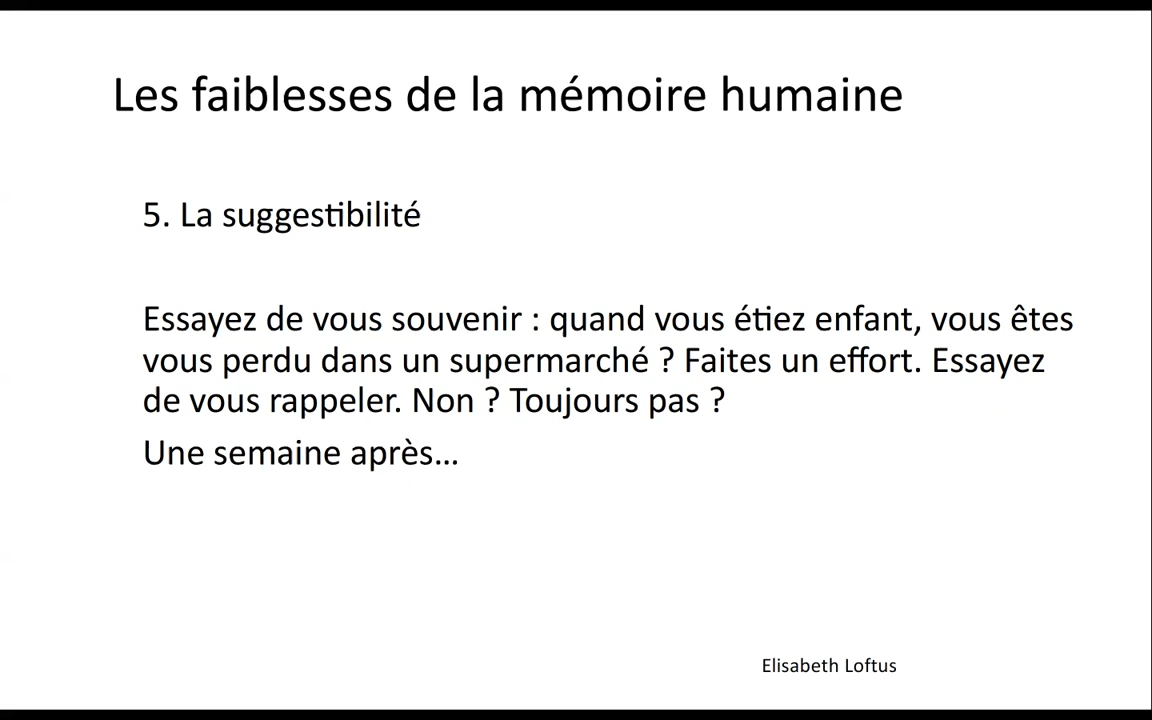 Les faiblesses de la mémoire humaine
5. La suggestibilité
Essayez de vous souvenir : quand vous étiez enfant, vous êtes
vous perdu dans un supermarché ? Faites un effort. Essayez
de vous rappeler. Non ? Toujours pas ?
Une semaine après…
Elisabeth Loftus